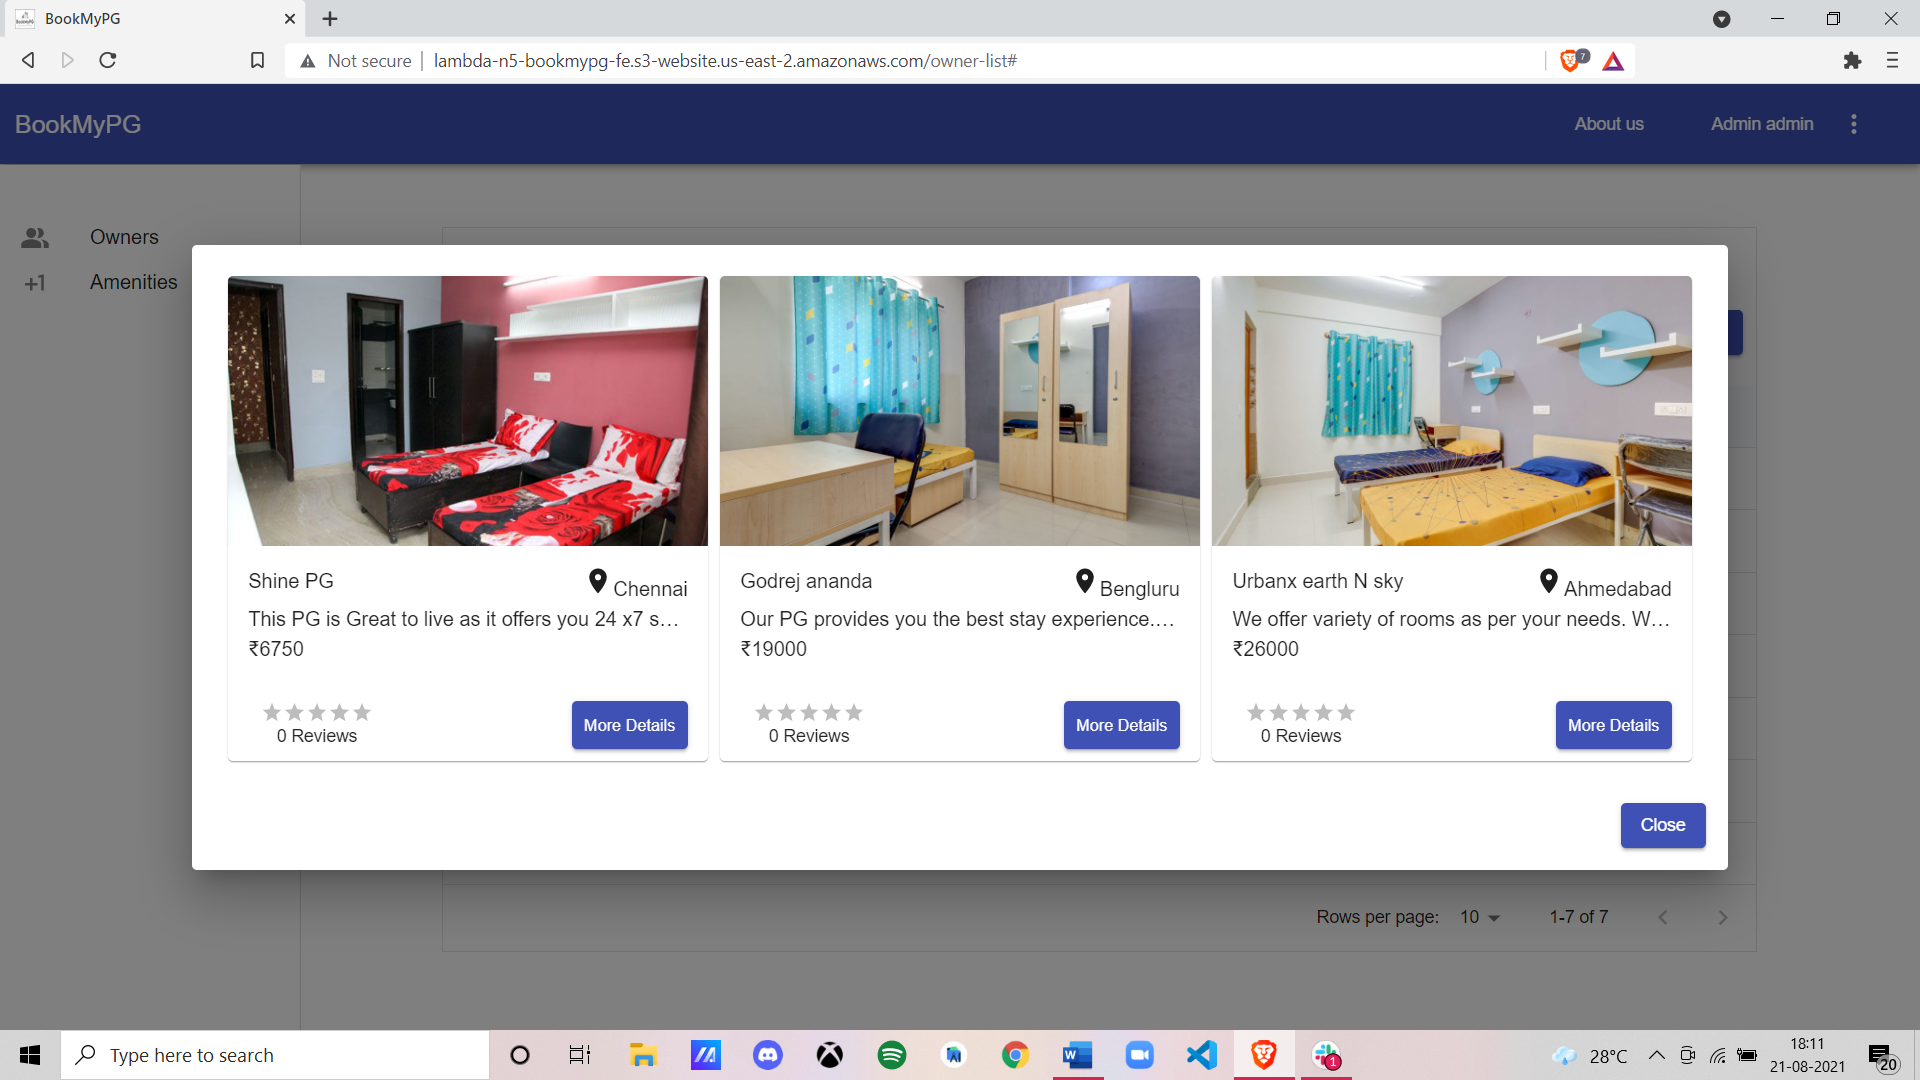 BookMyPG
Not secure
lambda-n5-bookmypg-fe.s3-website.us-east-2.amazonaws.com/owner-list#
7
BookMyPG
About us
Admin admin
Owners
+1 Amenities
Shine PG
Chennai
This PG is Great to live as it offers you 24 x7 s...
₹6750
0 Reviews
More Details
Godrej ananda
Bengluru
Our PG provides you the best stay experience....
₹19000
0 Reviews
More Details
Urbanx earth N sky
Ahmedabad
We offer variety of rooms as per your needs. W...
₹26000
0 Reviews
More Details
Close
Rows per page: 10
1-7 of 7
Type here to search
W
1
28°C
18:11
21-08-2021
20